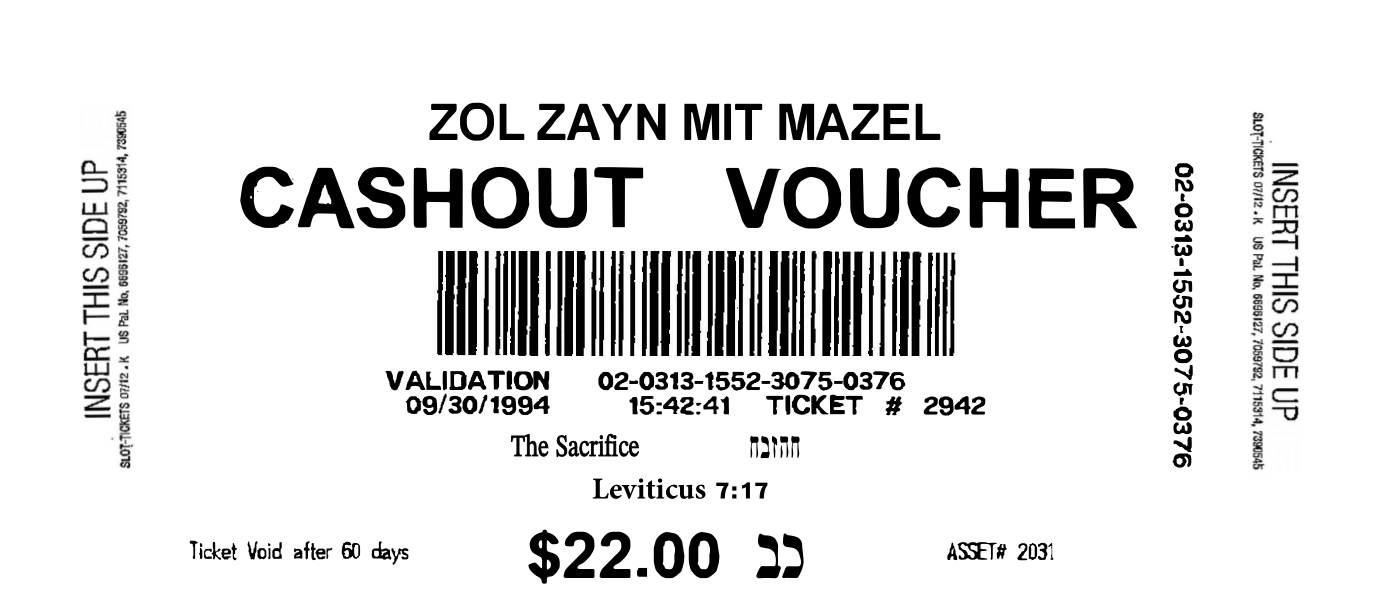 INSERT THIS SIDE UP
SLOT-TICKETS 07/12 . K US Pat. No. 6696127, 7059792, 7115314, 7390545
ZOL ZAYN MIT MAZEL
CASHOUT VOUCHER
VALIDATION 02-0313-1552-3075-0376
09/30/1994 15:42:41 TICKET # 2942
The Sacrifice
Leviticus 7:17
Ticket Void after 60 days $22.00 כב ASSET# 2031
02-0313-1552-3075-0376
SLOT-TICKETS 07/12 . K US Pat. No. 6696127, 7059792, 7115314, 7390545
INSERT THIS SIDE UP